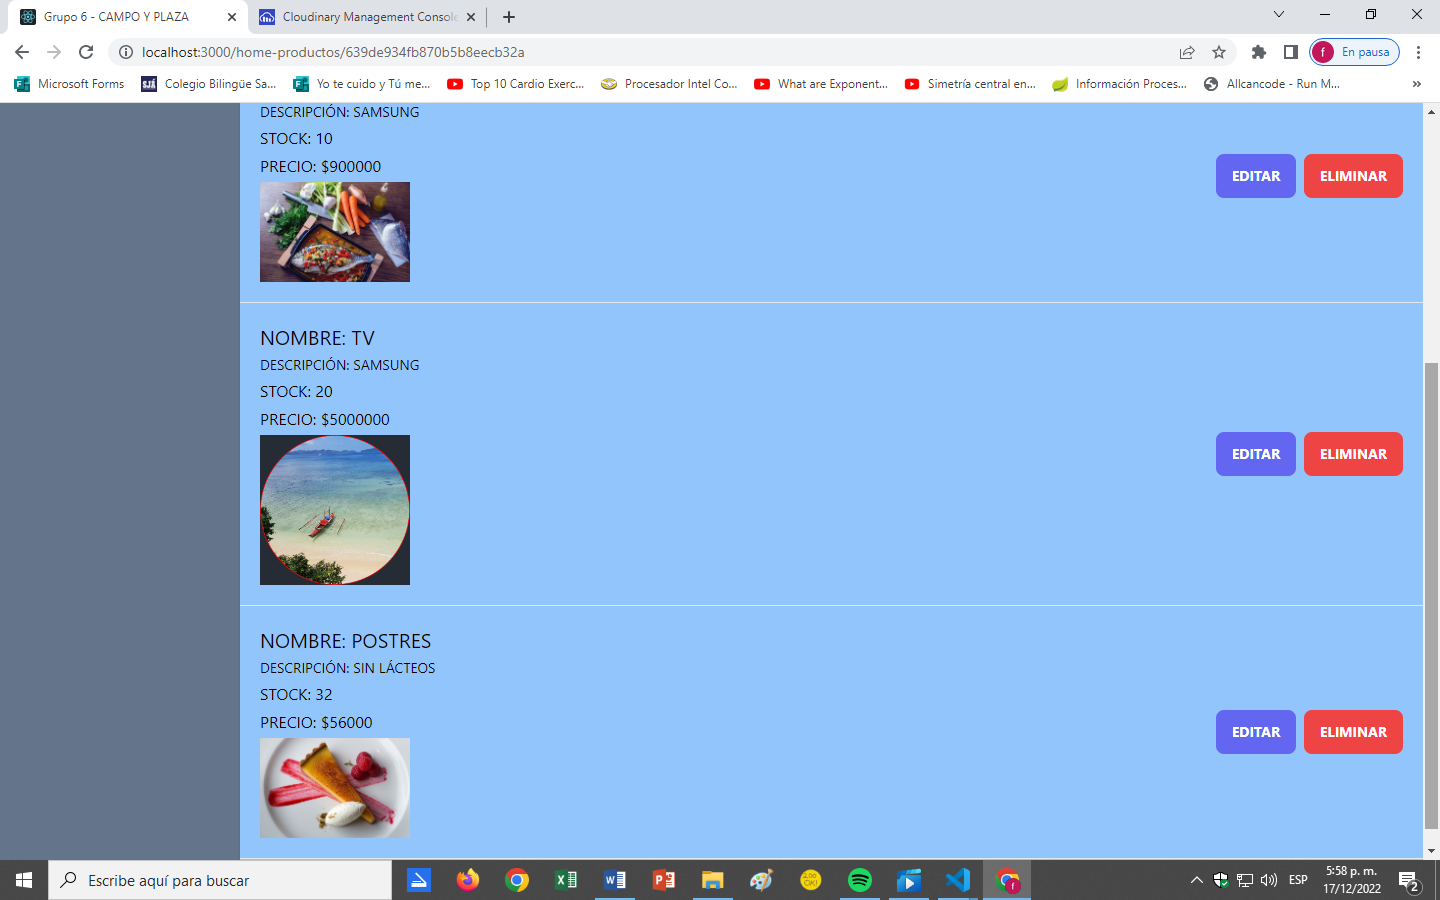 Grupo 6 - CAMPO Y PLAZA
Cloudinary Management Console
localhost:3000/home-productos/639de934fb870b5b8eecb32a
f
En pausa
Microsoft Forms
Colegio Bilingüe Sa...
Yo te cuido y Tú me...
Top 10 Cardio Exerc...
Procesador Intel Co...
What are Exponent...
Simetría central en...
Información Proces...
Allcancode - Run M...
DESCRIPCIÓN: SAMSUNG
STOCK: 10
PRECIO: $900000
EDITAR
ELIMINAR
NOMBRE: TV
DESCRIPCIÓN: SAMSUNG
STOCK: 20
PRECIO: $5000000
EDITAR
ELIMINAR
NOMBRE: POSTRES
DESCRIPCIÓN: SIN LÁCTEOS
STOCK: 32
PRECIO: $56000
EDITAR
ELIMINAR
Escribe aquí para buscar
ESP
5:58 p. m.
17/12/2022
2